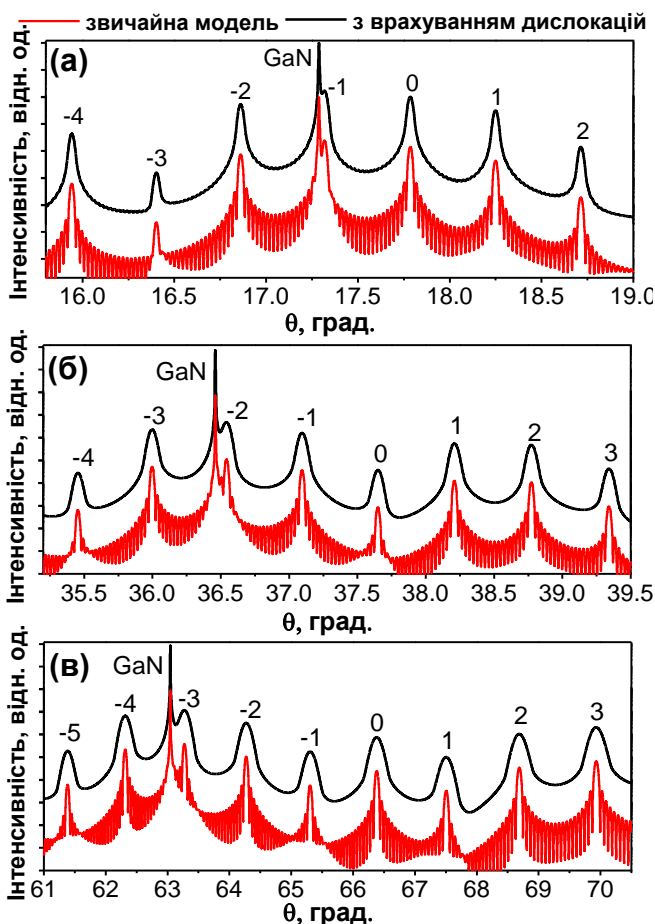 звичайна модель з врахуванням дислокацій
(а)
Інтенсивність, відн. од.
GaN
-4 -3 -2 -1 0 1 2
16.0 16.5 17.0 17.5 18.0 18.5 19.0
θ, град.
(б)
Інтенсивність, відн. од.
GaN
-4 -3 -2 -1 0 1 2 3
35.5 36.0 36.5 37.0 37.5 38.0 38.5 39.0 39.5
θ, град.
(в)
Інтенсивність, відн. од.
GaN
-5 -4 -3 -2 -1 0 1 2 3
61 62 63 64 65 66 67 68 69 70
θ, град.